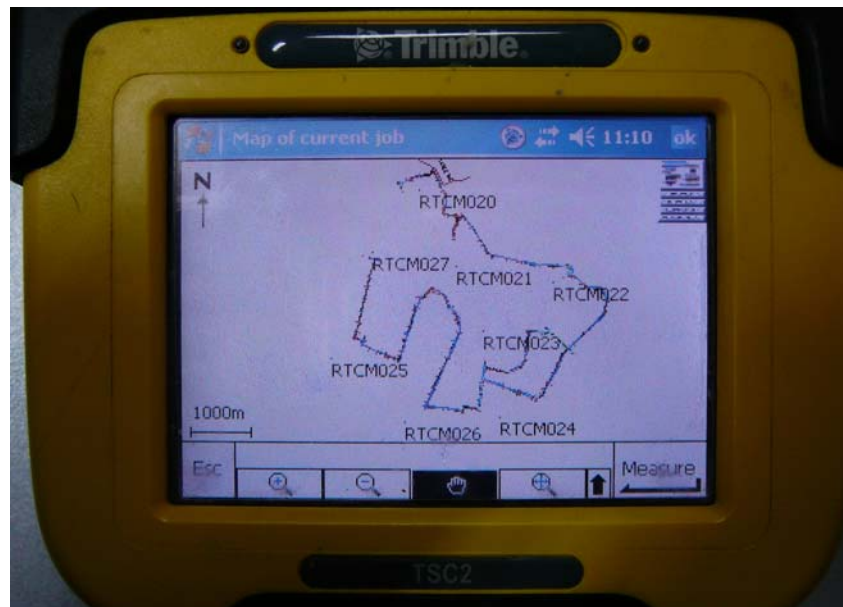 Trimble.
Map of current job 11:10 ok
N
RTCM020
RTCM027
RTCM021
RTCM022
RTCM023
RTCM025
1000m
RTCM026
RTCM024
Esc
Measure
TSC2